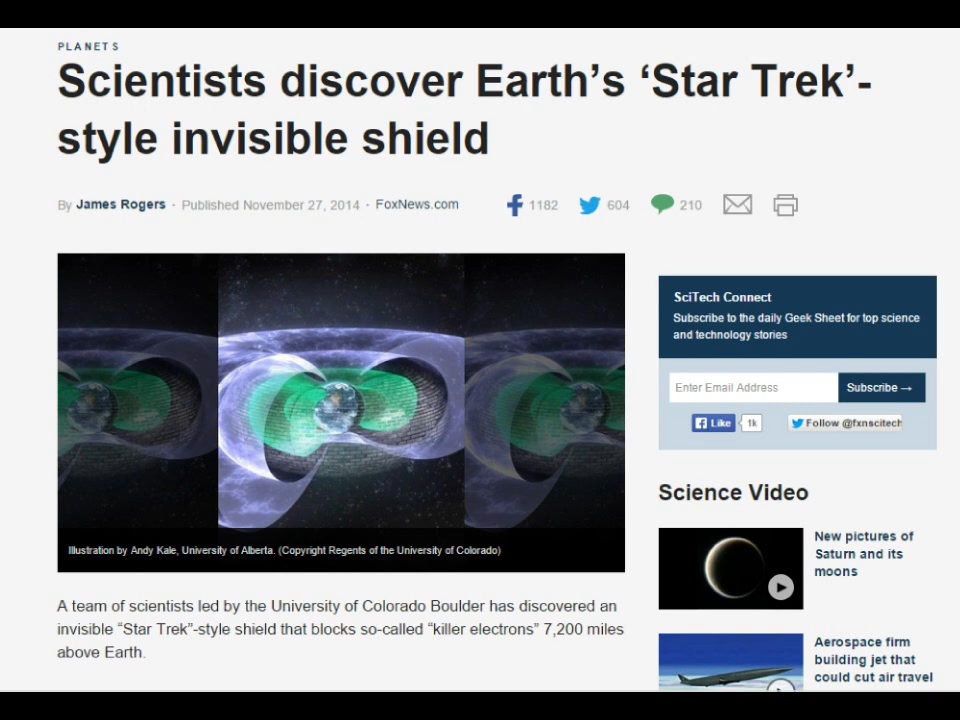 PLANETS
Scientists discover Earth’s ‘Star Trek’-
style invisible shield
By James Rogers · Published November 27, 2014 · FoxNews.com
1182
604
210
Illustration by Andy Kale, University of Alberta. (Copyright Regents of the University of Colorado)
A team of scientists led by the University of Colorado Boulder has discovered an
invisible “Star Trek”-style shield that blocks so-called “killer electrons” 7,200 miles
above Earth.
SciTech Connect
Subscribe to the daily Geek Sheet for top science
and technology stories
Enter Email Address
Subscribe →
Like
1k
Follow @fxnscitech
Science Video
New pictures of
Saturn and its
moons
Aerospace firm
building jet that
could cut air travel